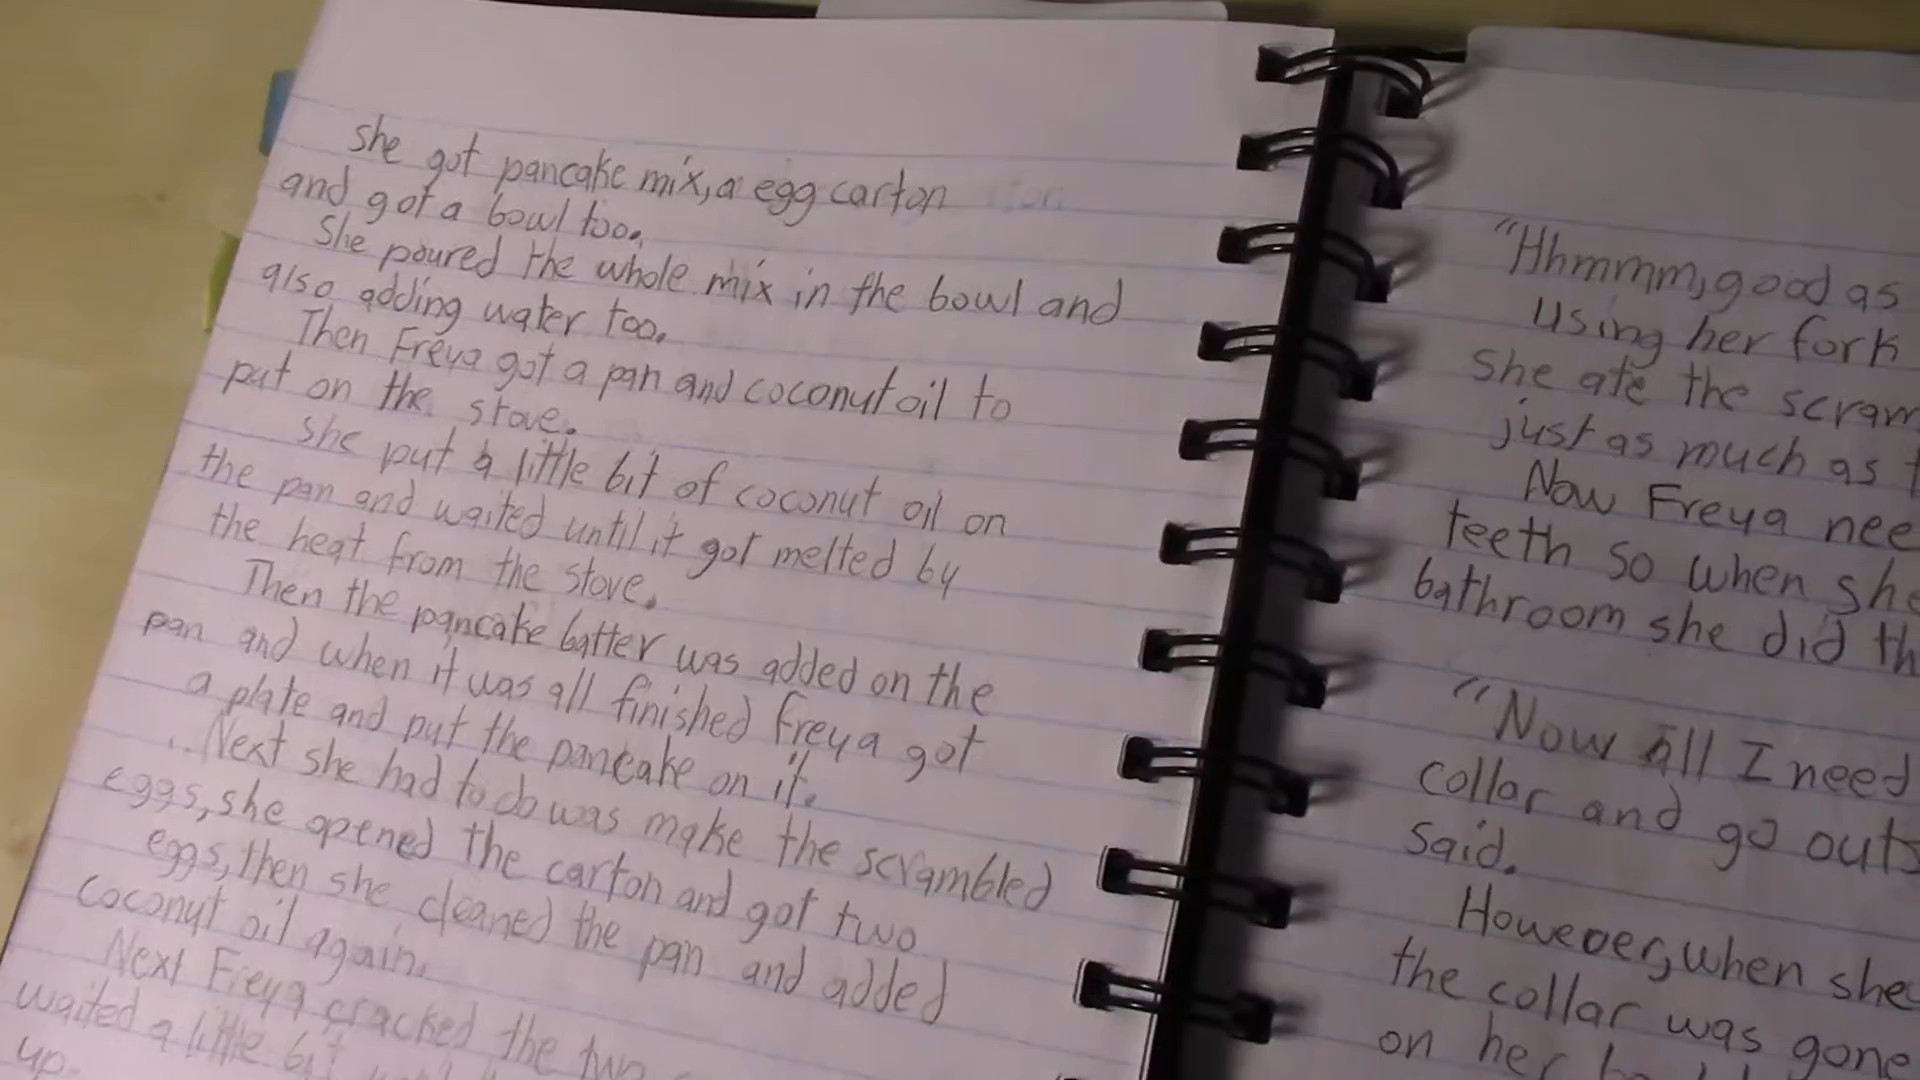 she got pancake mix, a egg carton
and got a bowl too.
She poured the whole mix in the bowl and
also adding water too.
Then Freya got a pan and coconut oil to
put on the stove.
she put a little bit of coconut oil on
the pan and waited until it got melted by
the heat from the stove.
Then the pancake batter was added on the
pan and when it was all finished Freya got
a plate and put the pancake on it.
Next she had to do was make the scrambled
eggs, she opened the carton and got two
eggs, then she cleaned the pan and added
coconut oil again.
Next Freya cracked the two
waited a little bit
up.
"Hhmmm, good as
Using her fork
She ate the scram
just as much as
Now Freya nee
teeth so when she
bathroom she did th
"Now all I need
collar and go outs
said.
However, when she
the collar was gone
on her